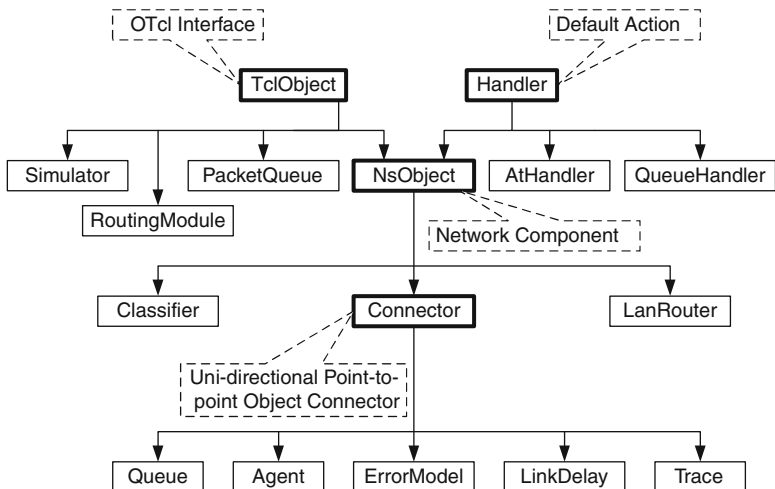 OTcl Interface
Default Action
TclObject
Handler
Simulator
PacketQueue
NsObject
AtHandler
QueueHandler
RoutingModule
Network Component
Classifier
Connector
LanRouter
Uni-directional Point-to-
point Object Connector
Queue
Agent
ErrorModel
LinkDelay
Trace